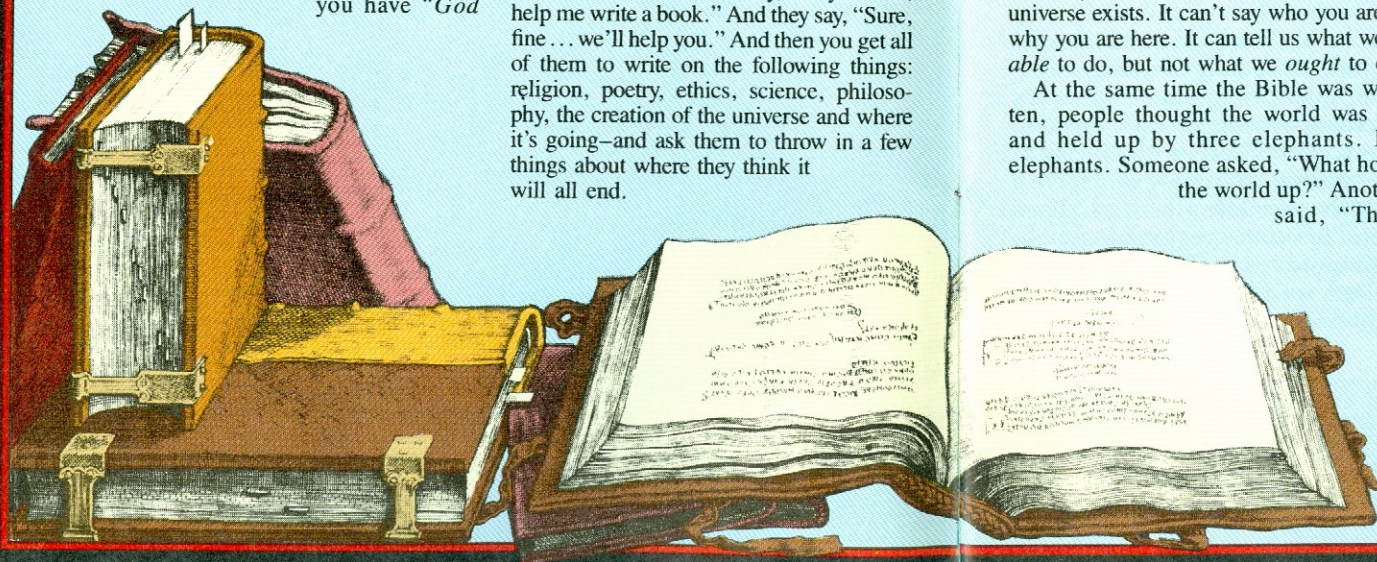 you have “God
help me write a book.” And they say, “Sure,
fine ... we’ll help you.” And then you get all
of them to write on the following things:
religion, poetry, ethics, science, philoso-
phy, the creation of the universe and where
it’s going–and ask them to throw in a few
things about where they think it
will all end.
universe exists. It can’t say who you are
why you are here. It can tell us what we
able to do, but not what we ought to
At the same time the Bible was w
ten, people thought the world was
and held up by three elephants.
elephants. Someone asked, “What ho
the world up?” Anot
said, “Th